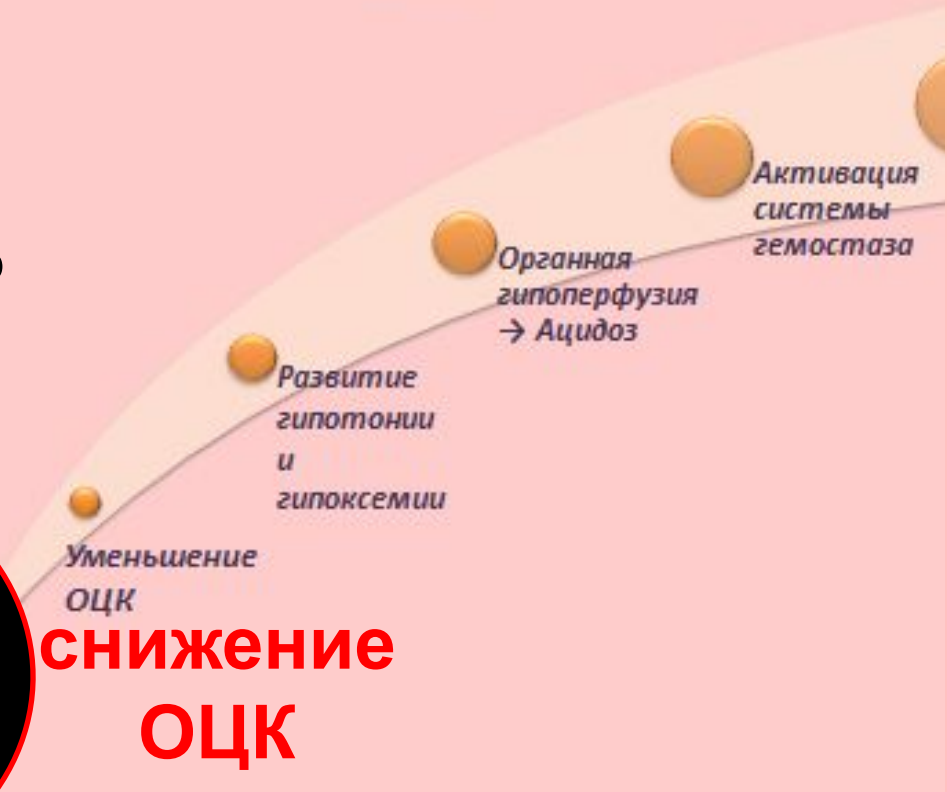 Активация
системы
гемостаза
Органная
гипоперфузия
→ Ацидоз
Развитие
гипотонии
и
гипоксемии
Уменьшение
ОЦК
снижение
ОЦК